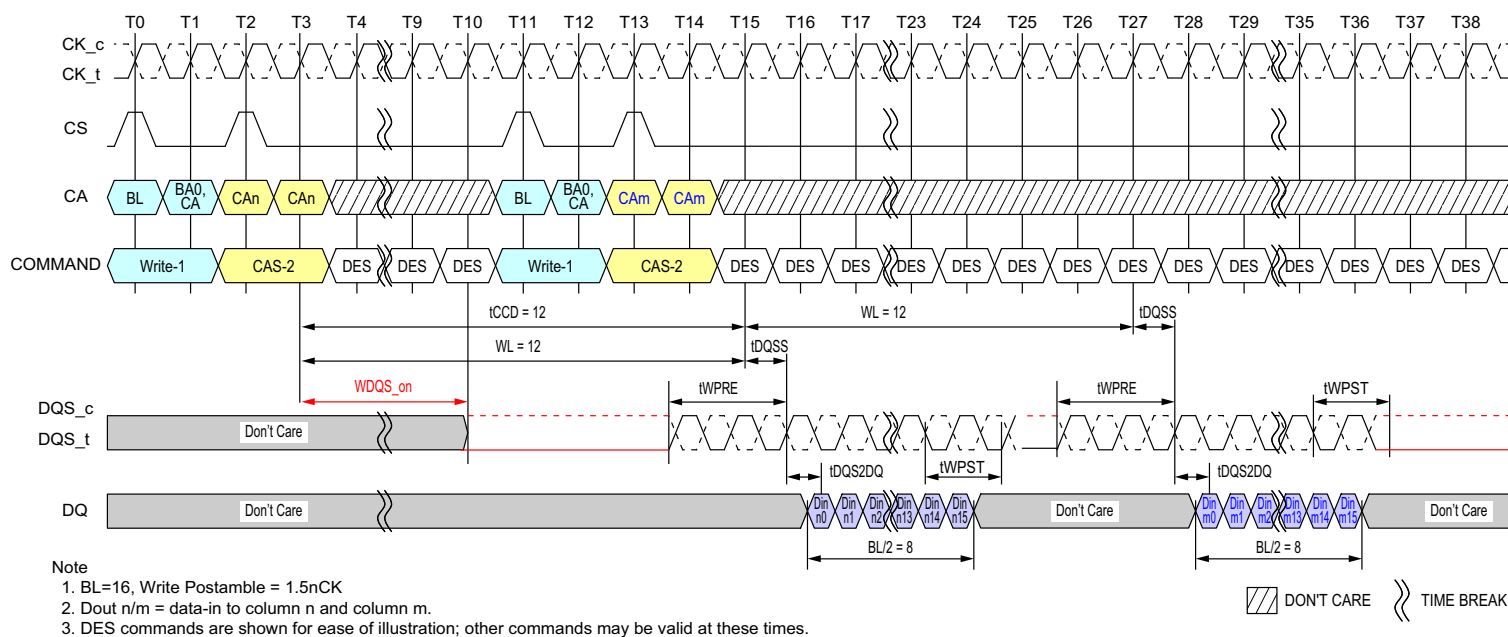 T0 T1 T2 T3 T4 T9 T10 T11 T12 T13 T14 T15 T16 T17 T23 T24 T25 T26 T27 T28 T29 T35 T36 T37 T38
CK_c
CK_t
CS
CA BL BA0, CA CAn CAn BL BA0, CA CAm CAm
COMMAND Write-1 CAS-2 DES DES DES Write-1 CAS-2 DES DES DES DES DES DES DES DES DES DES DES DES DES DES
tCCD = 12 WL = 12 tDQSS
WL = 12 tDQSS
WDQS_on tWPRE tWPRE tWPST
DQS_c
DQS_t Don't Care
tDQS2DQ tWPST tDQS2DQ
DQ Don't Care Din n0 Din n1 Din n2 Din n13 Din n14 Din n15 Don't Care Din m0 Din m1 Din m2 Din m13 Din m14 Din m15 Don't Care
BL/2 = 8 BL/2 = 8
Note
1. BL=16, Write Postamble = 1.5nCK
2. Dout n/m = data-in to column n and column m.
3. DES commands are shown for ease of illustration; other commands may be valid at these times.
DON'T CARE TIME BREAK